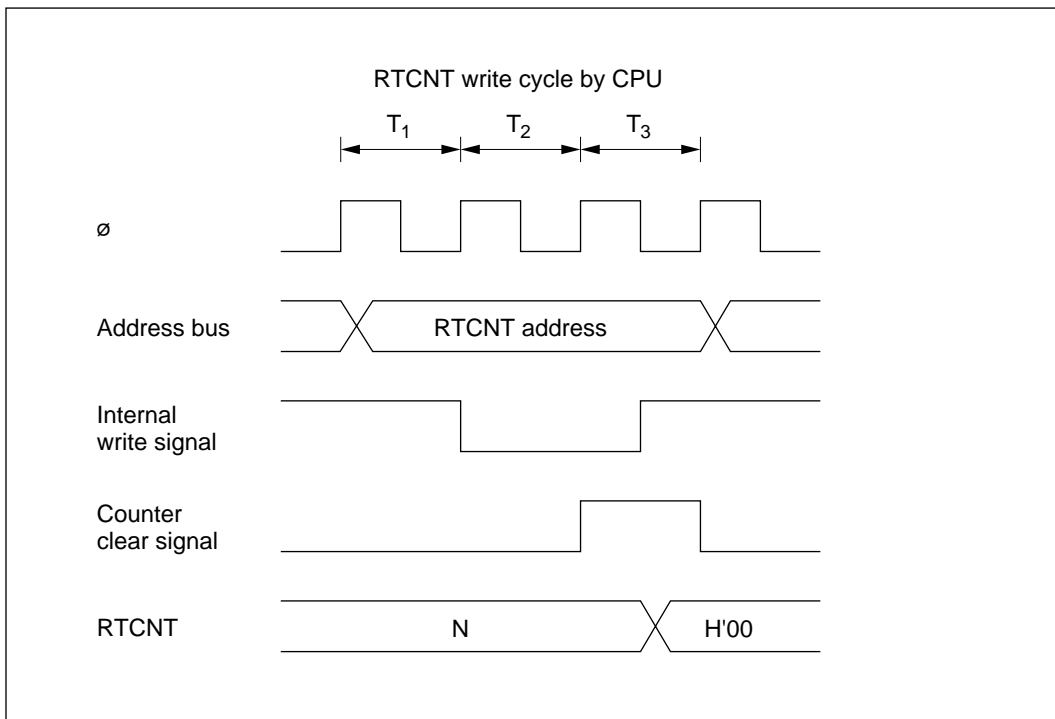 RTCNT write cycle by CPU
T₁ T₂ T₃
ø
Address bus RTCNT address
Internal
write signal
Counter
clear signal
RTCNT N H'00